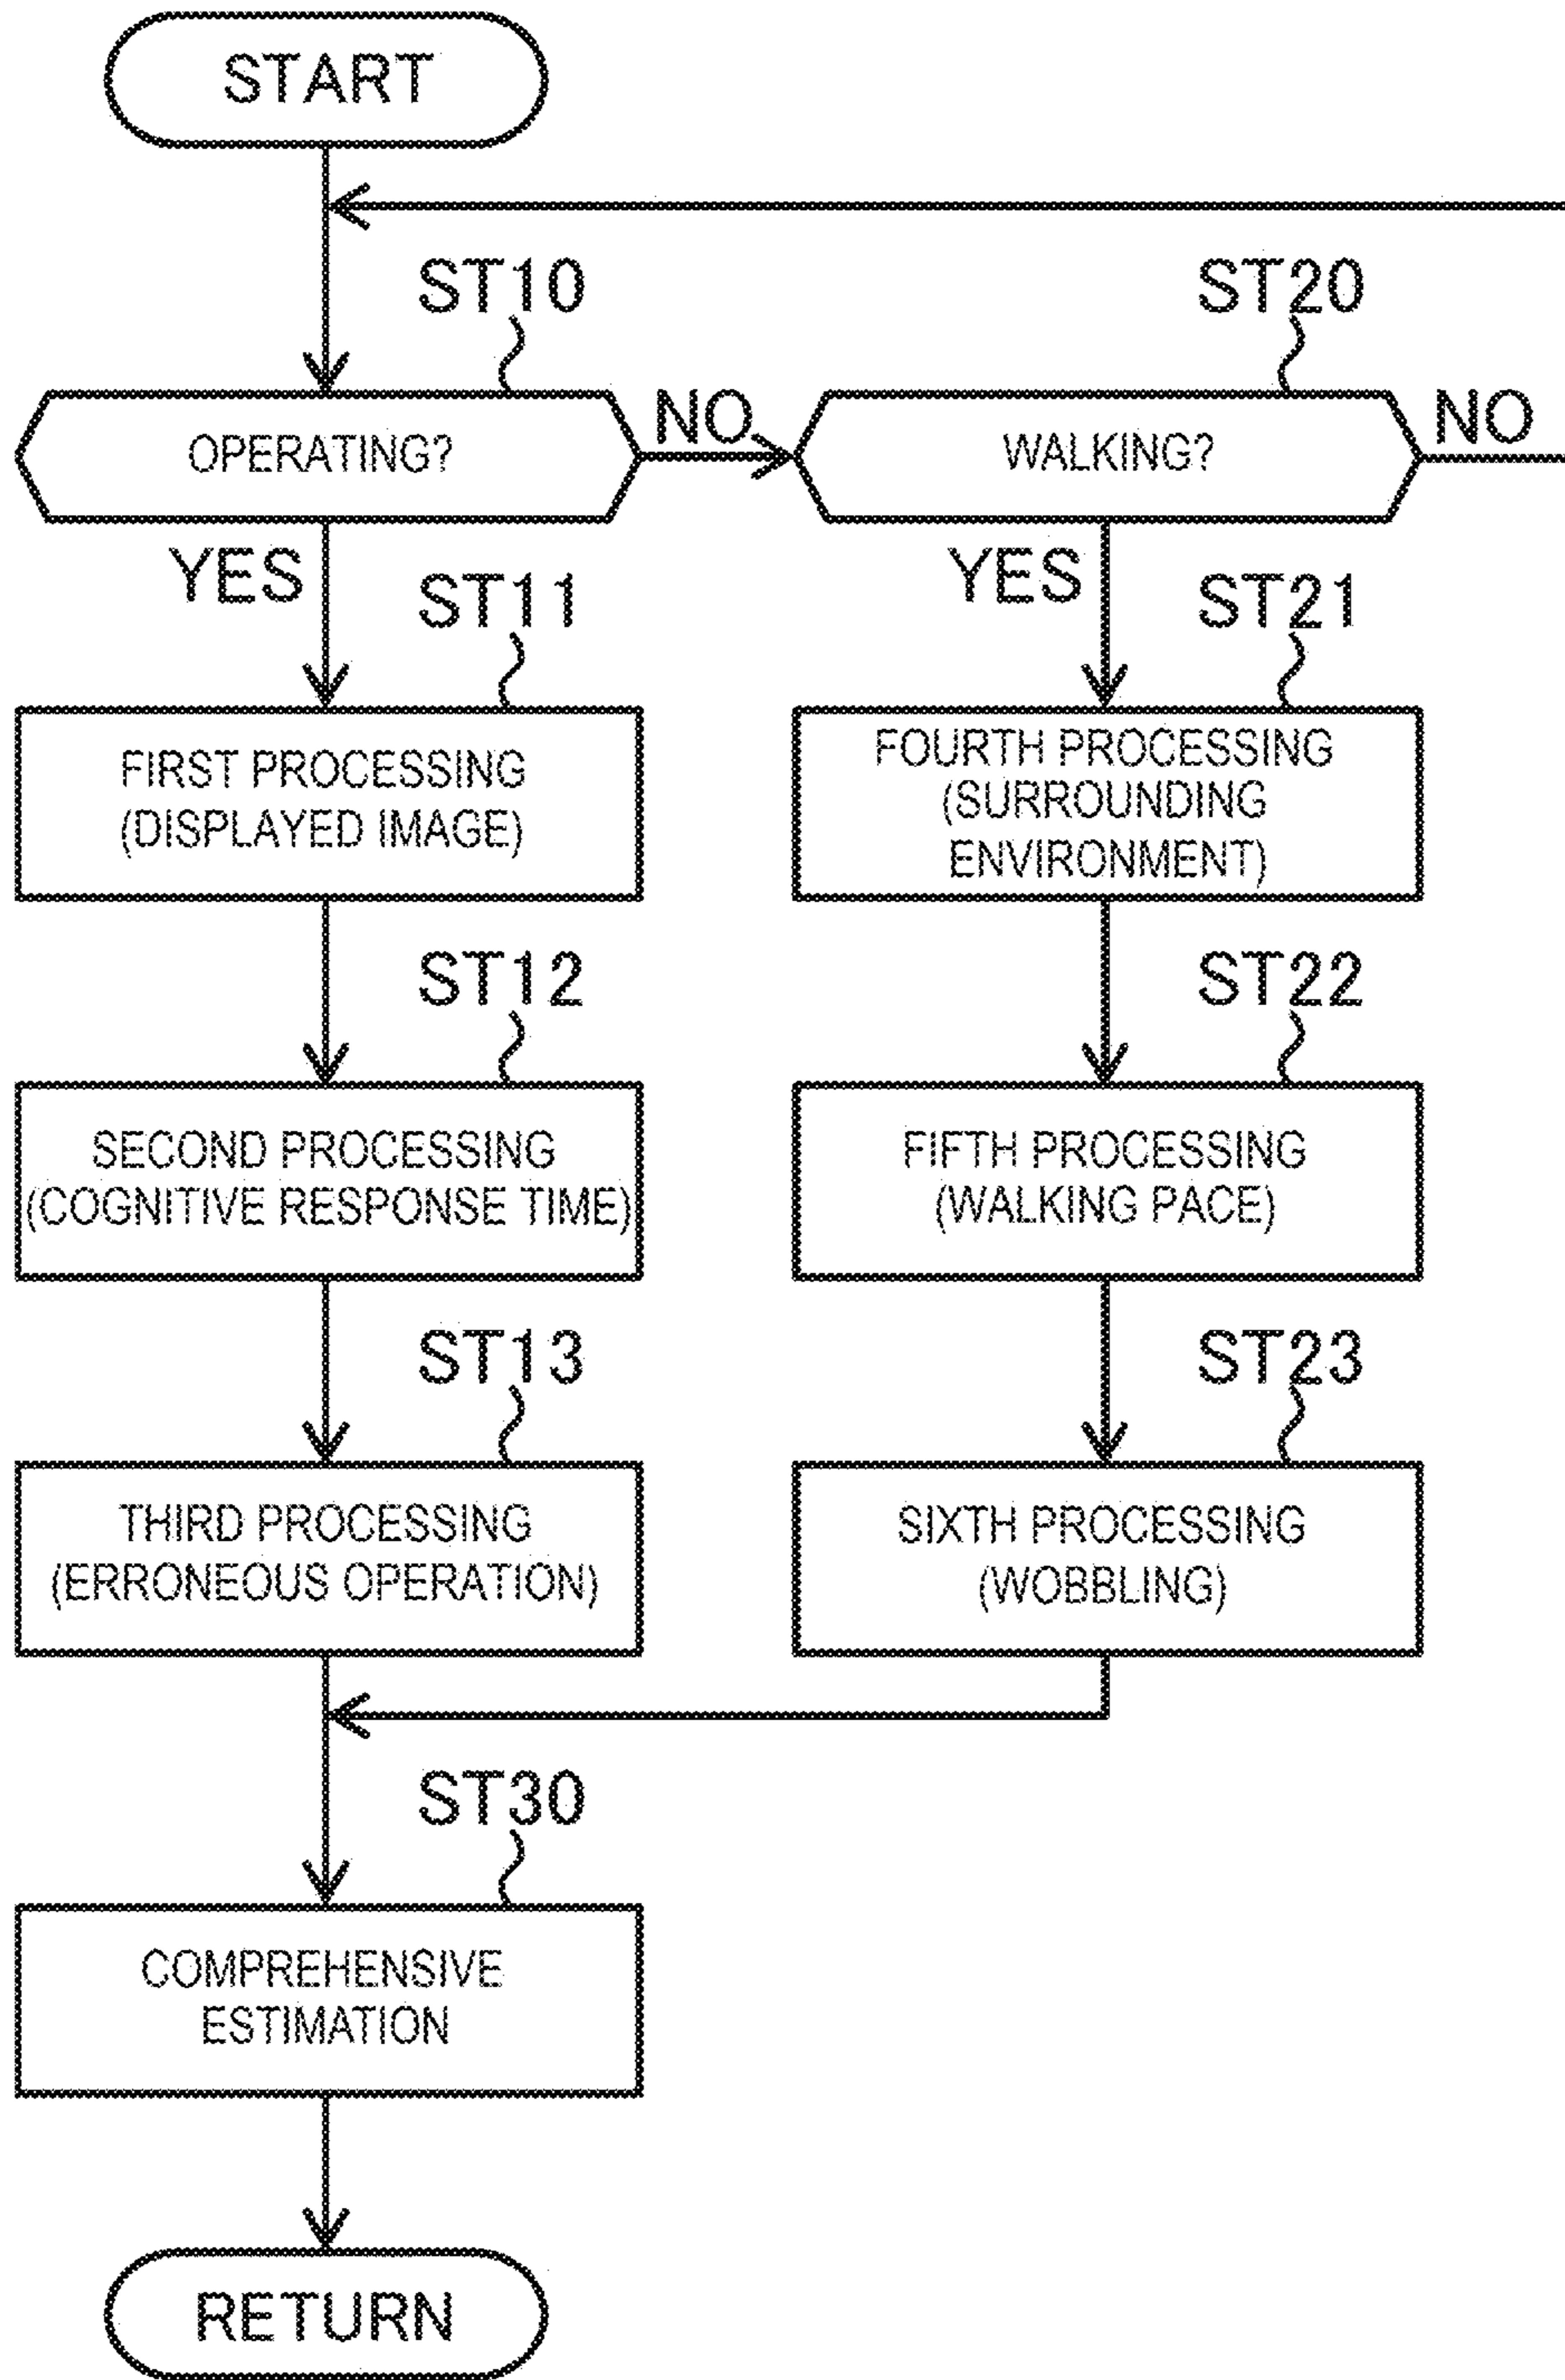 START
ST10
ST20
OPERATING?
NO
WALKING?
NO
YES
ST11
YES
ST21
FIRST PROCESSING
(DISPLAYED IMAGE)
FOURTH PROCESSING
(SURROUNDING
ENVIRONMENT)
ST12
ST22
SECOND PROCESSING
(COGNITIVE RESPONSE TIME)
FIFTH PROCESSING
(WALKING PACE)
ST13
ST23
THIRD PROCESSING
(ERRONEOUS OPERATION)
SIXTH PROCESSING
(WOBBLING)
ST30
COMPREHENSIVE
ESTIMATION
RETURN